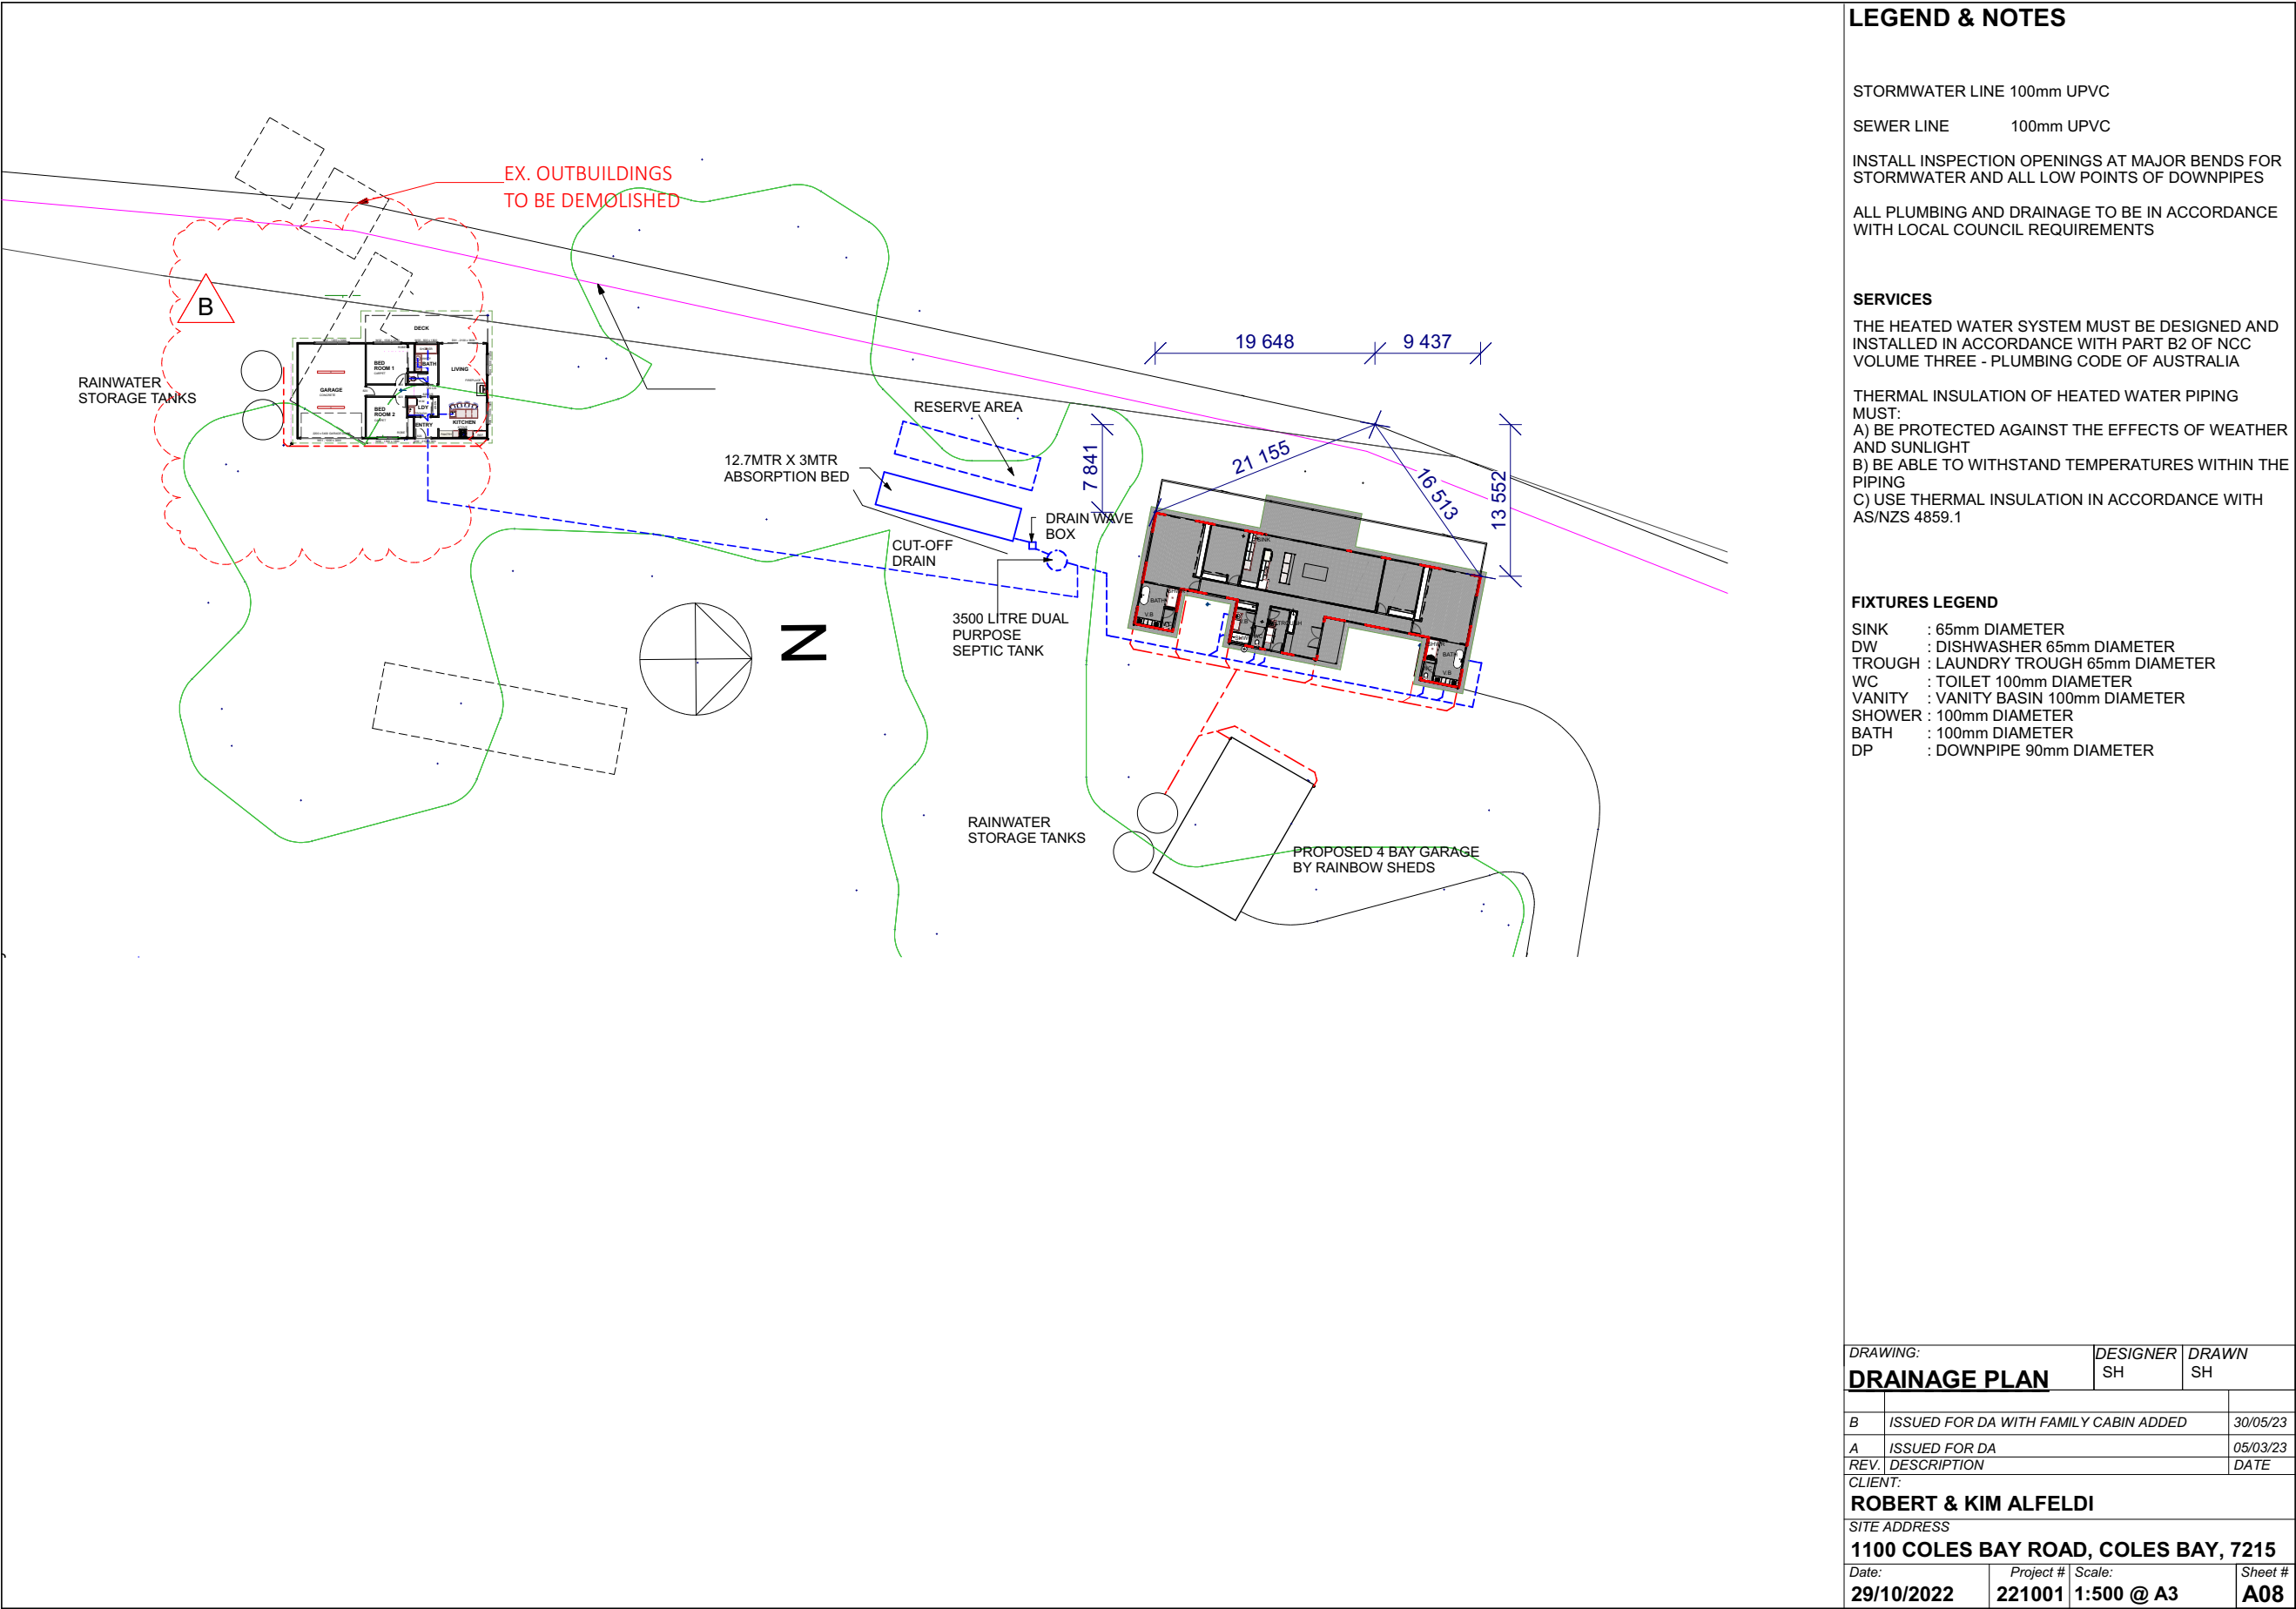 LEGEND & NOTES
STORMWATER LINE 100mm UPVC
SEWER LINE 100mm UPVC
INSTALL INSPECTION OPENINGS AT MAJOR BENDS FOR
STORMWATER AND ALL LOW POINTS OF DOWNPIPES
ALL PLUMBING AND DRAINAGE TO BE IN ACCORDANCE
WITH LOCAL COUNCIL REQUIREMENTS
SERVICES
THE HEATED WATER SYSTEM MUST BE DESIGNED AND
INSTALLED IN ACCORDANCE WITH PART B2 OF NCC
VOLUME THREE - PLUMBING CODE OF AUSTRALIA
THERMAL INSULATION OF HEATED WATER PIPING
MUST:
A) BE PROTECTED AGAINST THE EFFECTS OF WEATHER
AND SUNLIGHT
B) BE ABLE TO WITHSTAND TEMPERATURES WITHIN THE
PIPING
C) USE THERMAL INSULATION IN ACCORDANCE WITH
AS/NZS 4859.1
FIXTURES LEGEND
SINK : 65mm DIAMETER
DW : DISHWASHER 65mm DIAMETER
TROUGH : LAUNDRY TROUGH 65mm DIAMETER
WC : TOILET 100mm DIAMETER
VANITY : VANITY BASIN 100mm DIAMETER
SHOWER : 100mm DIAMETER
BATH : 100mm DIAMETER
DP : DOWNPIPE 90mm DIAMETER
EX. OUTBUILDINGS
TO BE DEMOLISHED
B
RAINWATER
STORAGE TANKS
DECK
BED
ROOM 1
BATH
LIVING
GARAGE
BED
ROOM 2
LDY
ENTRY
KITCHEN
RESERVE AREA
12.7MTR X 3MTR
ABSORPTION BED
DRAIN WAVE
BOX
CUT-OFF
DRAIN
3500 LITRE DUAL
PURPOSE
SEPTIC TANK
N
19 648
9 437
7 841
21 155
16 513
13 552
SINK
BATH
V.B
TROUGH
BATH
V.B
RAINWATER
STORAGE TANKS
PROPOSED 4 BAY GARAGE
BY RAINBOW SHEDS
DRAWING:
DRAINAGE PLAN
DESIGNER
SH
DRAWN
SH
B ISSUED FOR DA WITH FAMILY CABIN ADDED 30/05/23
A ISSUED FOR DA 05/03/23
REV. DESCRIPTION DATE
CLIENT:
ROBERT & KIM ALFELDI
SITE ADDRESS
1100 COLES BAY ROAD, COLES BAY, 7215
Date: Project # Scale: Sheet #
29/10/2022 221001 1:500 @ A3 A08